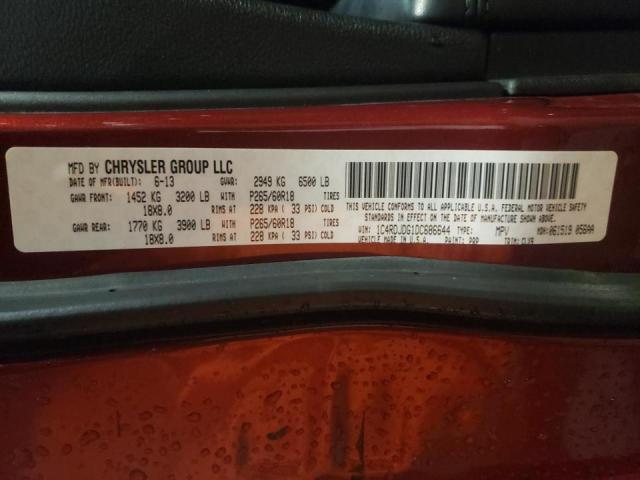 MFD BY CHRYSLER GROUP LLC
DATE OF MFR(BUILT): 6-13 GVWR: 2949 KG 6500 LB
GAWR FRONT: 1452 KG 3200 LB WITH P265/60R18 TIRES
18X8.0 RIMS AT 228 KPA ( 33 PSI) COLD
GAWR REAR: 1770 KG 3900 LB WITH P265/60R18 TIRES
18X8.0 RIMS AT 228 KPA ( 33 PSI) COLD
THIS VEHICLE CONFORMS TO ALL APPLICABLE U.S.A. FEDERAL MOTOR VEHICLE SAFETY
STANDARDS IN EFFECT ON THE DATE OF MANUFACTURE SHOWN ABOVE.
VIN: 1C4RDJDG1DC686644 TYPE: MPV MDH: 061519 056AA
VEHICLE MADE IN U.S.A. PAINT: PRP TRIM: CLX9